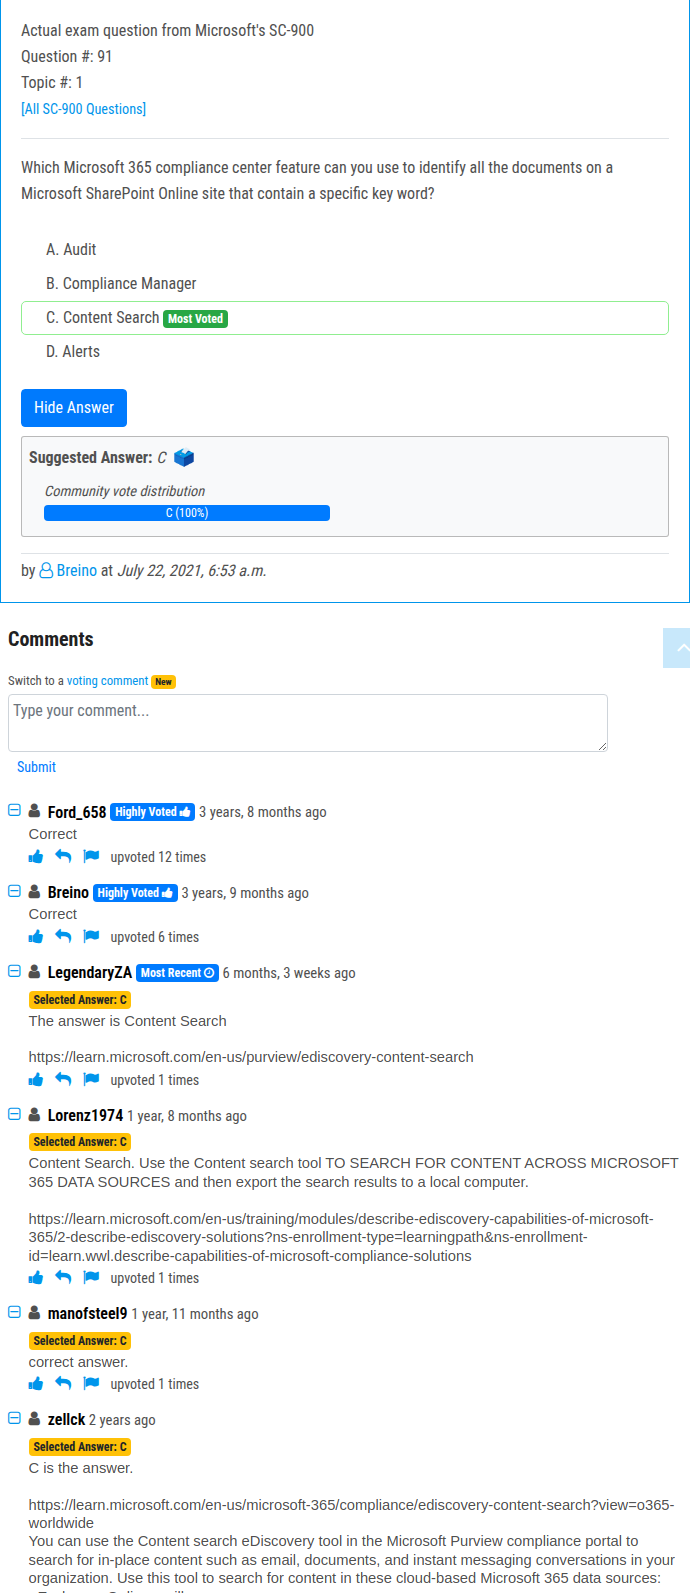 Actual exam question from Microsoft's SC-900
Question #: 91
Topic #: 1
[All SC-900 Questions]
Which Microsoft 365 compliance center feature can you use to identify all the documents on a
Microsoft SharePoint Online site that contain a specific key word?
A. Audit
B. Compliance Manager
C. Content Search Most Voted
D. Alerts
Hide Answer
Suggested Answer: C
Community vote distribution
C (100%)
by Breino at July 22, 2021, 6:53 a.m.
Comments
Switch to a voting comment New
Type your comment...
Submit
Ford_658 Highly Voted 3 years, 8 months ago
Correct
upvoted 12 times
Breino Highly Voted 3 years, 9 months ago
Correct
upvoted 6 times
LegendaryZA Most Recent 6 months, 3 weeks ago
Selected Answer: C
The answer is Content Search
https://learn.microsoft.com/en-us/purview/ediscovery-content-search
upvoted 1 times
Lorenz1974 1 year, 8 months ago
Selected Answer: C
Content Search. Use the Content search tool TO SEARCH FOR CONTENT ACROSS MICROSOFT
365 DATA SOURCES and then export the search results to a local computer.
https://learn.microsoft.com/en-us/training/modules/describe-ediscovery-capabilities-of-microsoft-
365/2-describe-ediscovery-solutions?ns-enrollment-type=learningpath&ns-enrollment-
id=learn.wwl.describe-capabilities-of-microsoft-compliance-solutions
upvoted 1 times
manofsteel9 1 year, 11 months ago
Selected Answer: C
correct answer.
upvoted 1 times
zellck 2 years ago
Selected Answer: C
C is the answer.
https://learn.microsoft.com/en-us/microsoft-365/compliance/ediscovery-content-search?view=o365-
worldwide
You can use the Content search eDiscovery tool in the Microsoft Purview compliance portal to
search for in-place content such as email, documents, and instant messaging conversations in your
organization. Use this tool to search for content in these cloud-based Microsoft 365 data sources: